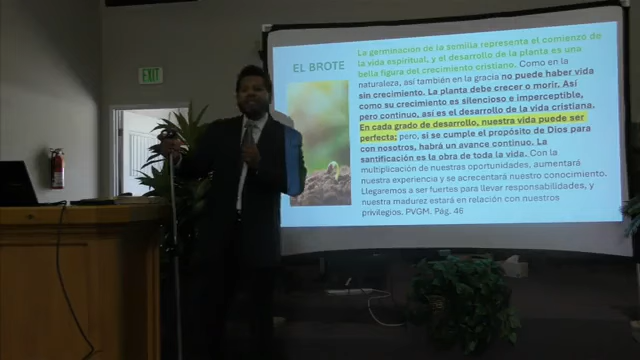 EXIT
EL BROTE
La germinación de la semilla representa el comienzo de
la vida espiritual, y el desarrollo de la planta es una
bella figura del crecimiento cristiano. Como en la
naturaleza, así también en la gracia no puede haber vida
sin crecimiento. La planta debe crecer o morir. Así
como su crecimiento es silencioso e imperceptible,
pero continuo, así es el desarrollo de la vida cristiana.
En cada grado de desarrollo, nuestra vida puede ser
perfecta; pero, si se cumple el propósito de Dios para
con nosotros, habrá un avance continuo. La
santificación es la obra de toda la vida. Con la
multiplicación de nuestras oportunidades, aumentará
nuestra experiencia y se acrecentará nuestro conocimiento.
Llegaremos a ser fuertes para llevar responsabilidades, y
nuestra madurez estará en relación con nuestros
privilegios. PVGM. Pág. 46